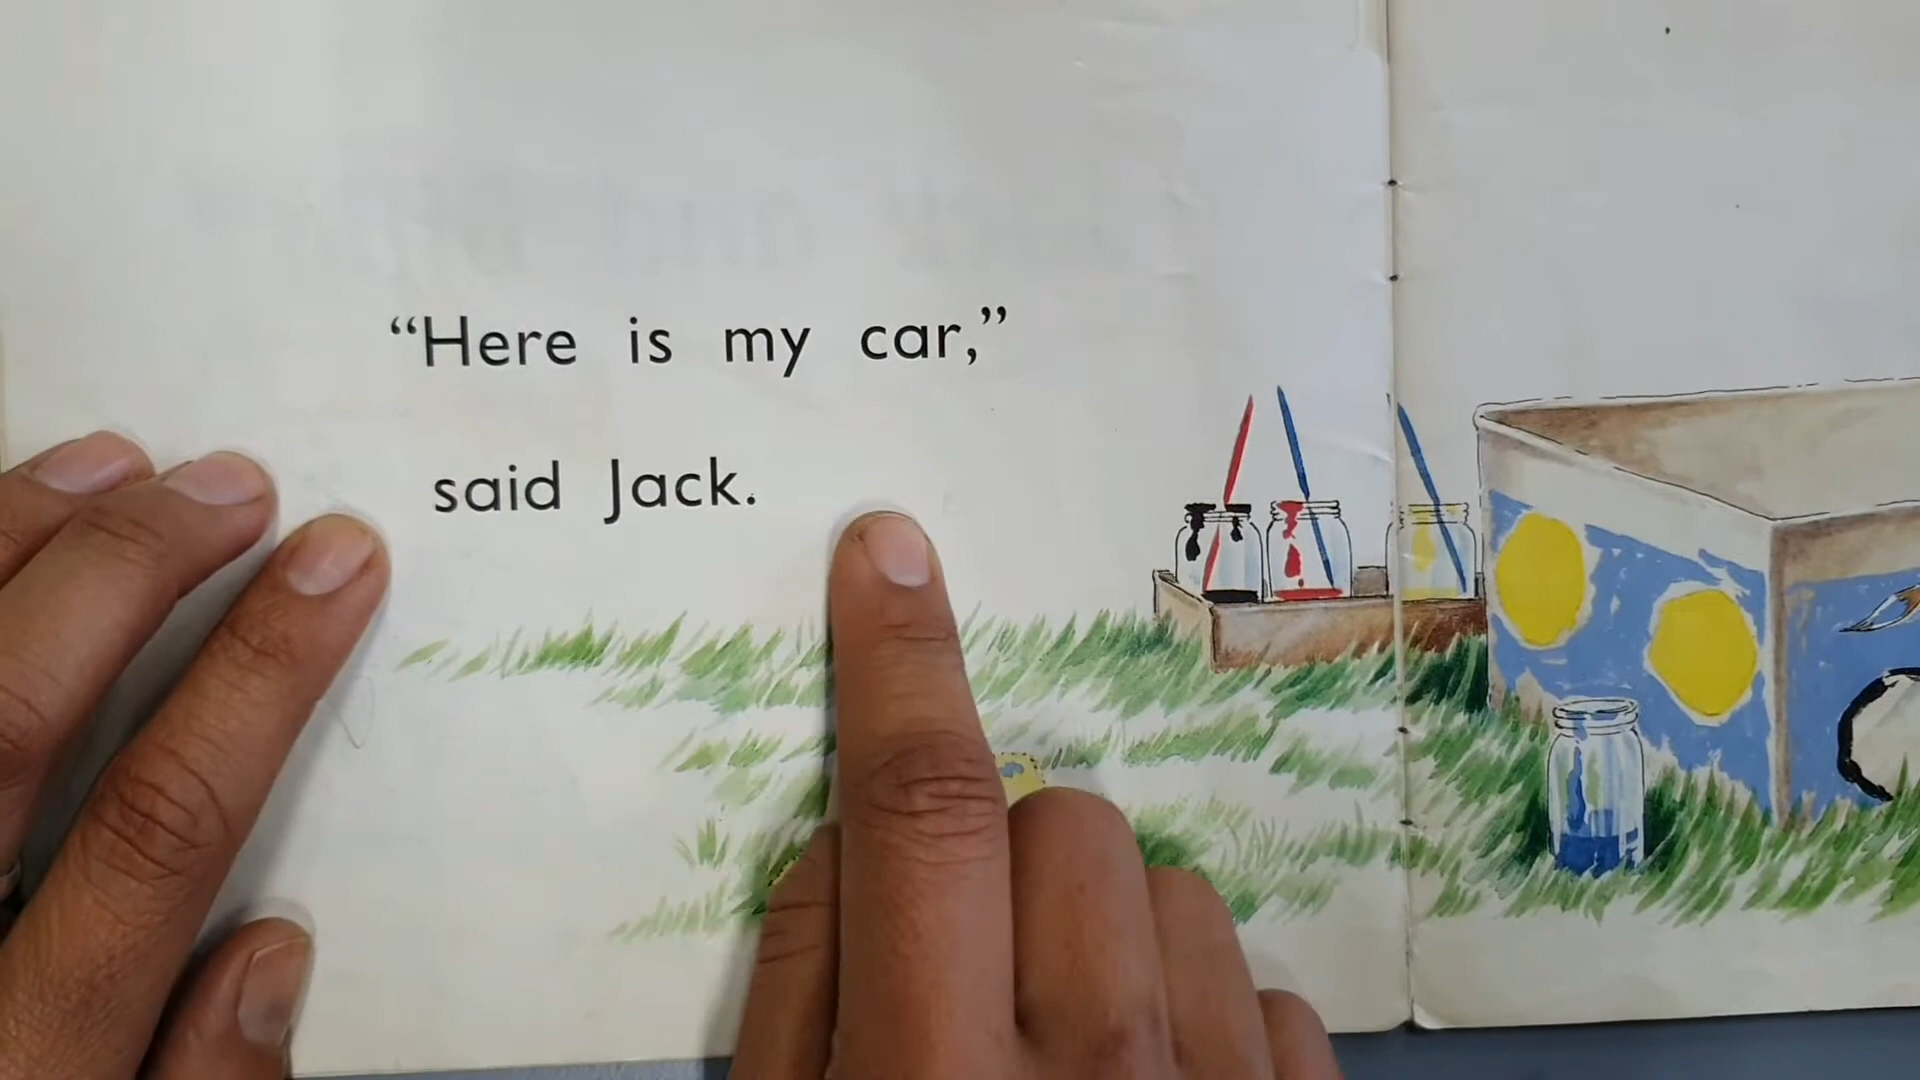 “Here is my car,”
said Jack.